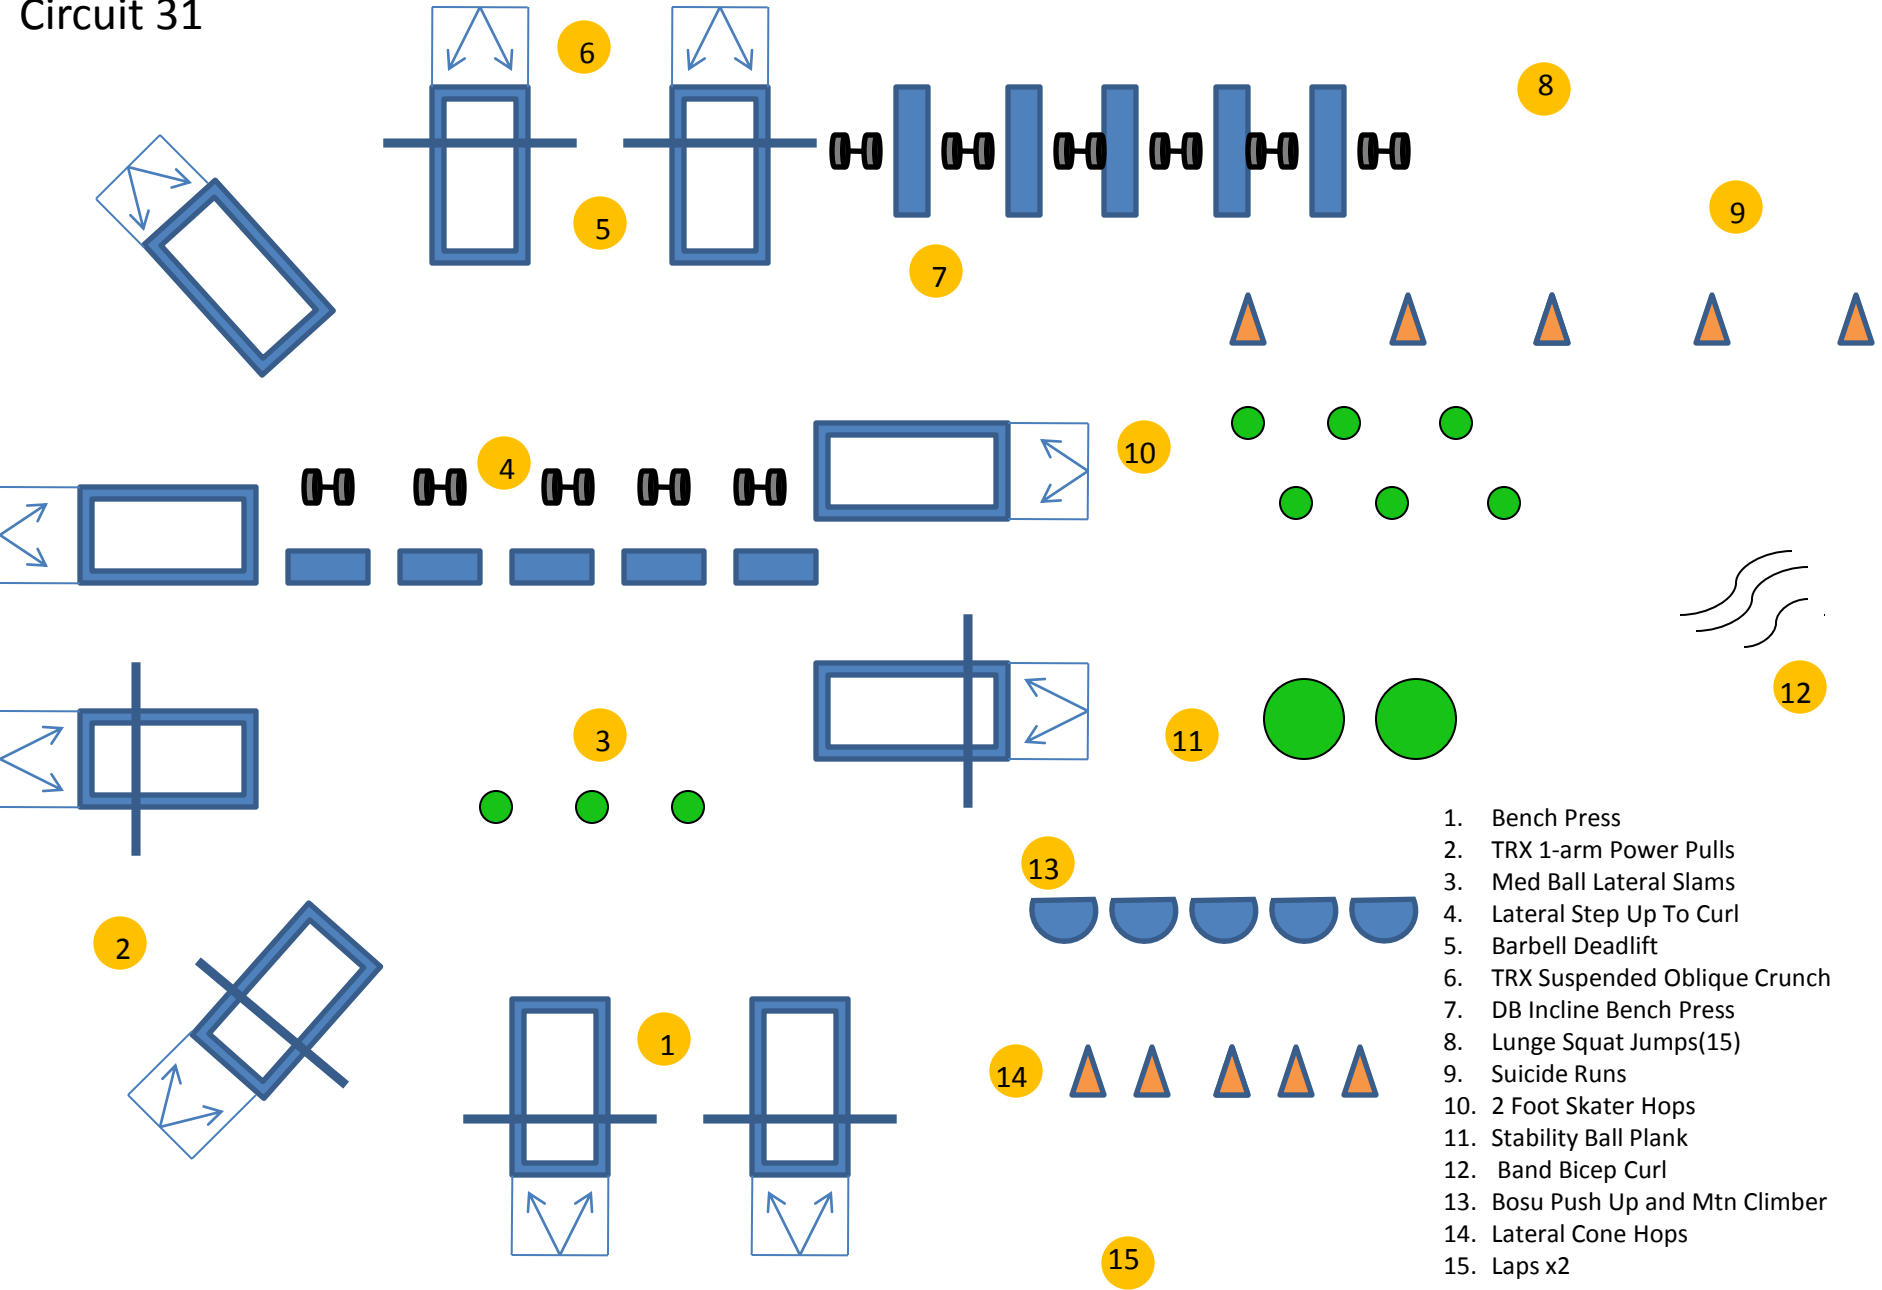 Circuit 31
6
8
9
5
7
10
4
12
3
11
13
2
1
14
15
1. Bench Press
2. TRX 1-arm Power Pulls
3. Med Ball Lateral Slams
4. Lateral Step Up To Curl
5. Barbell Deadlift
6. TRX Suspended Oblique Crunch
7. DB Incline Bench Press
8. Lunge Squat Jumps(15)
9. Suicide Runs
10. 2 Foot Skater Hops
11. Stability Ball Plank
12. Band Bicep Curl
13. Bosu Push Up and Mtn Climber
14. Lateral Cone Hops
15. Laps x2